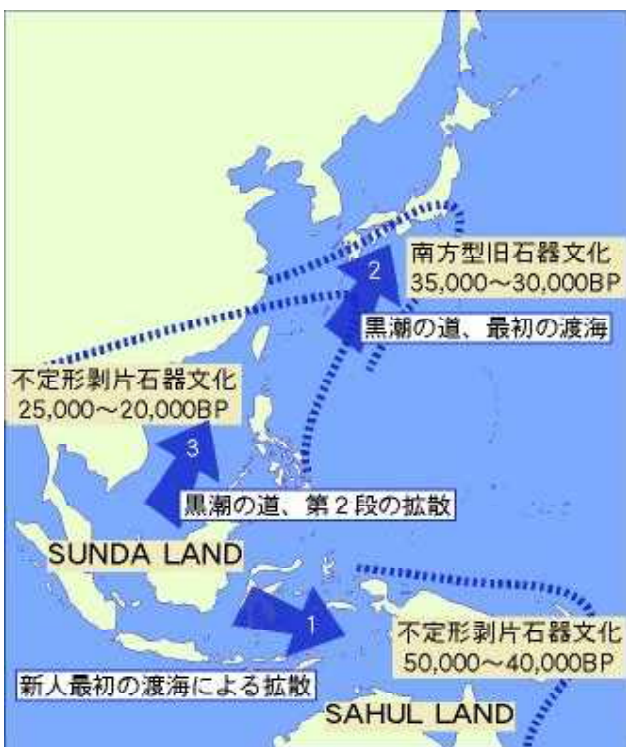 2
南方型旧石器文化
35,000～30,000BP
黒潮の道、最初の渡海
不定形剥片石器文化
25,000～20,000BP
3
黒潮の道、第２段の拡散
SUNDA LAND
1
不定形剥片石器文化
50,000～40,000BP
新人最初の渡海による拡散
SAHUL LAND